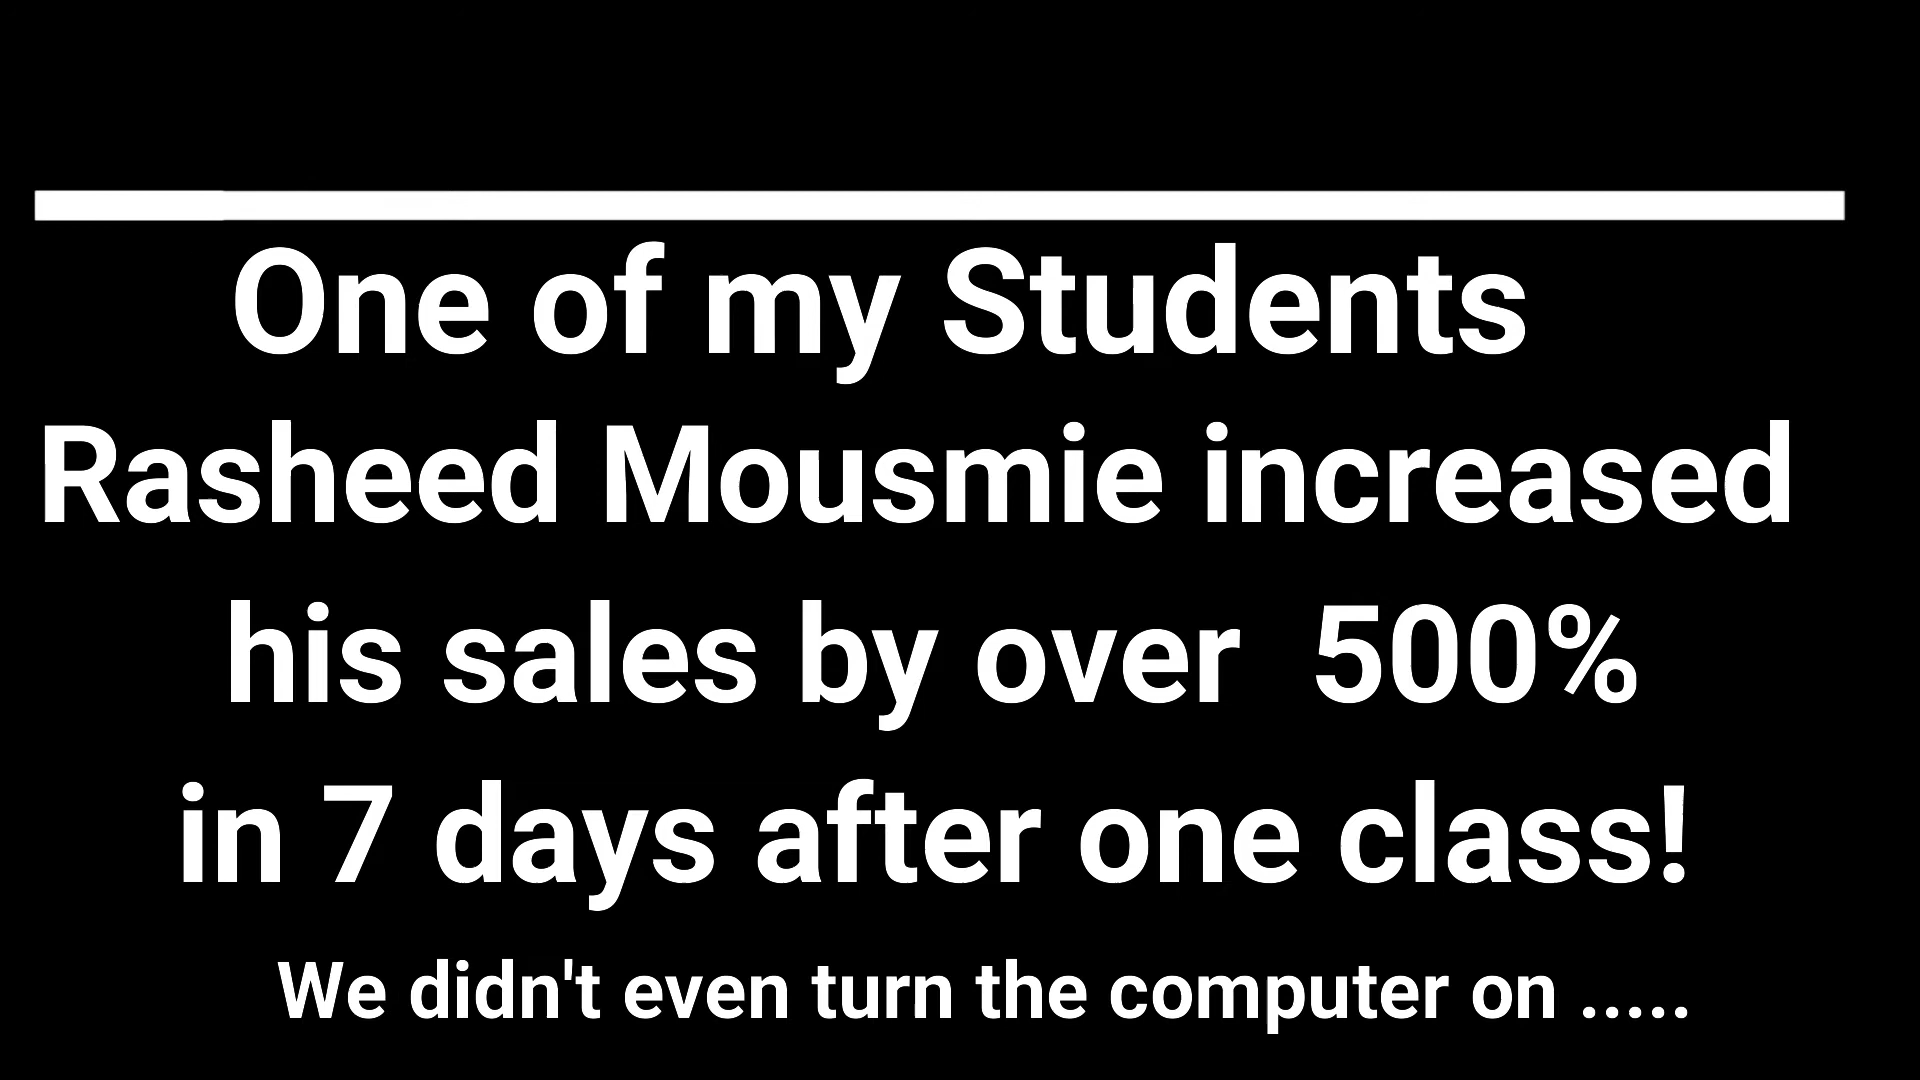 One of my Students
Rasheed Mousmie increased
his sales by over 500%
in 7 days after one class!
We didn't even turn the computer on .....